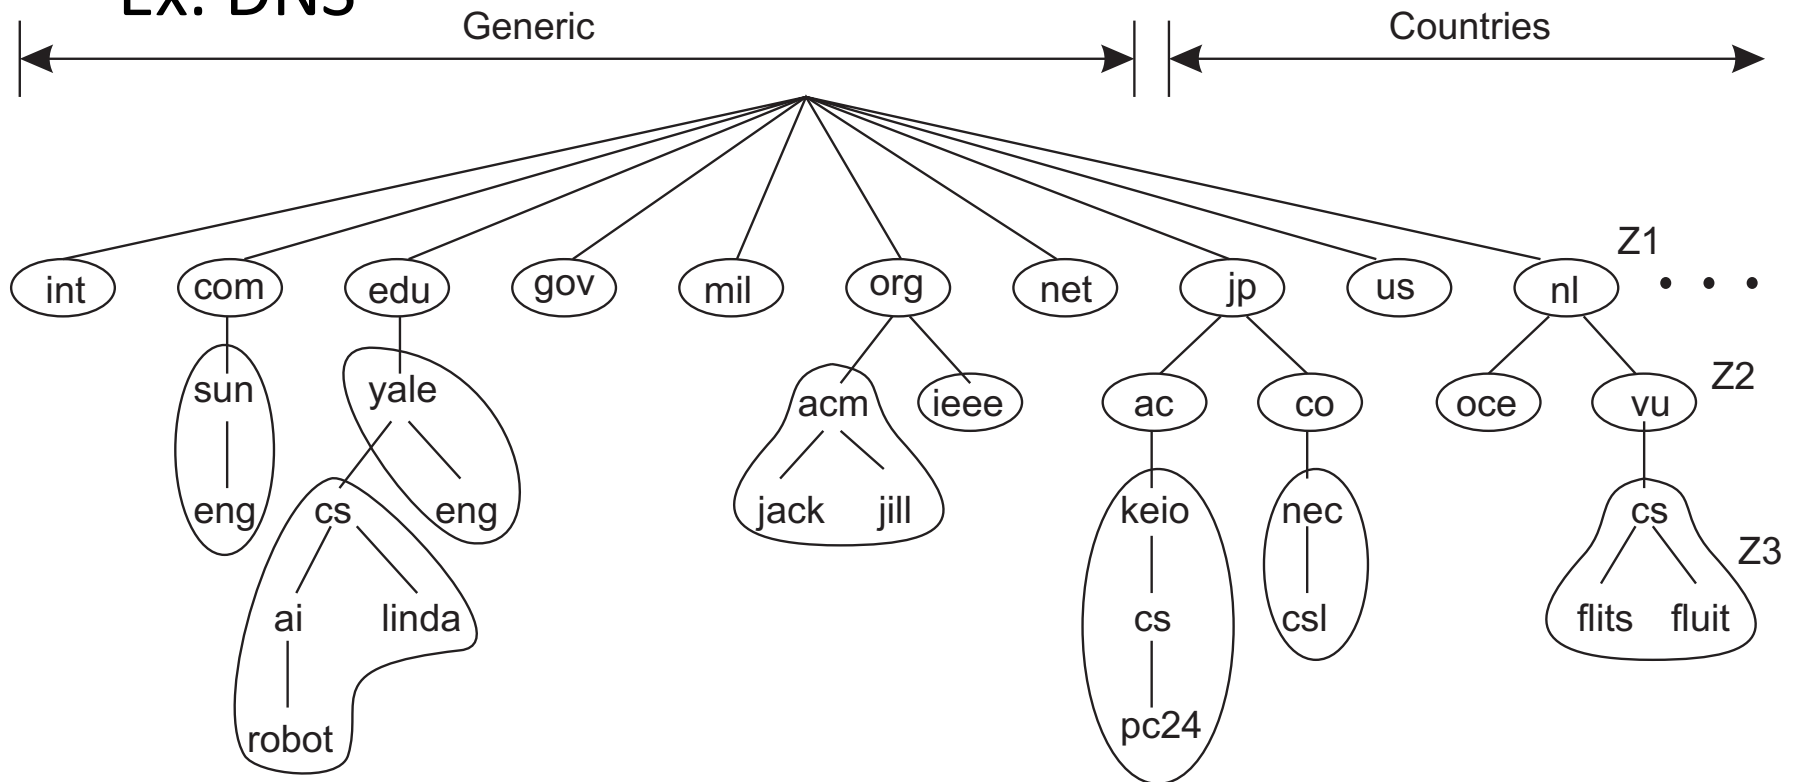 Ex: DNS
Generic Countries
Z1
int com edu gov mil org net jp us nl • • •
Z2
sun yale acm ieee ac co oce vu
eng cs eng jack jill keio nec cs
Z3
ai linda cs csl flits fluit
robot pc24